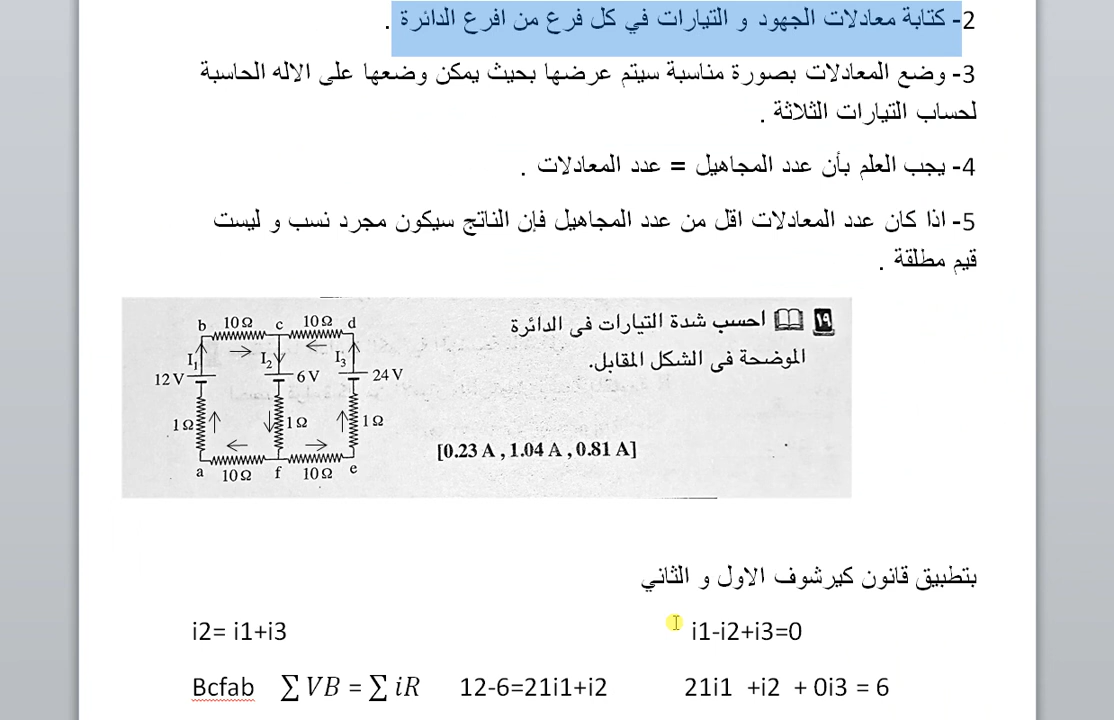 2- كتابة معادلات الجهود و التيارات في كل فرع من افرع الدائرة .
3- وضع المعادلات بصورة مناسبة سيتم عرضها بحيث يمكن وضعها على الاله الحاسبة
لحساب التيارات الثلاثة .
4- يجب العلم بأن عدد المجاهيل = عدد المعادلات .
5- اذا كان عدد المعادلات اقل من عدد المجاهيل فإن الناتج سيكون مجرد نسب و ليست
قيم مطلقة .
١٩ احسب شدة التيارات فى الدائرة
الموضحة فى الشكل المقابل.
[0.23 A , 1.04 A , 0.81 A]
b 10Ω c 10Ω d
I₁ I₂ I₃
12 V 6 V 24 V
1Ω 1Ω 1Ω
a 10Ω f 10Ω e
بتطبيق قانون كيرشوف الاول و الثاني
i2= i1+i3 i1-i2+i3=0
Bcfab ∑ VB = ∑ iR 12-6=21i1+i2 21i1 +i2 + 0i3 = 6